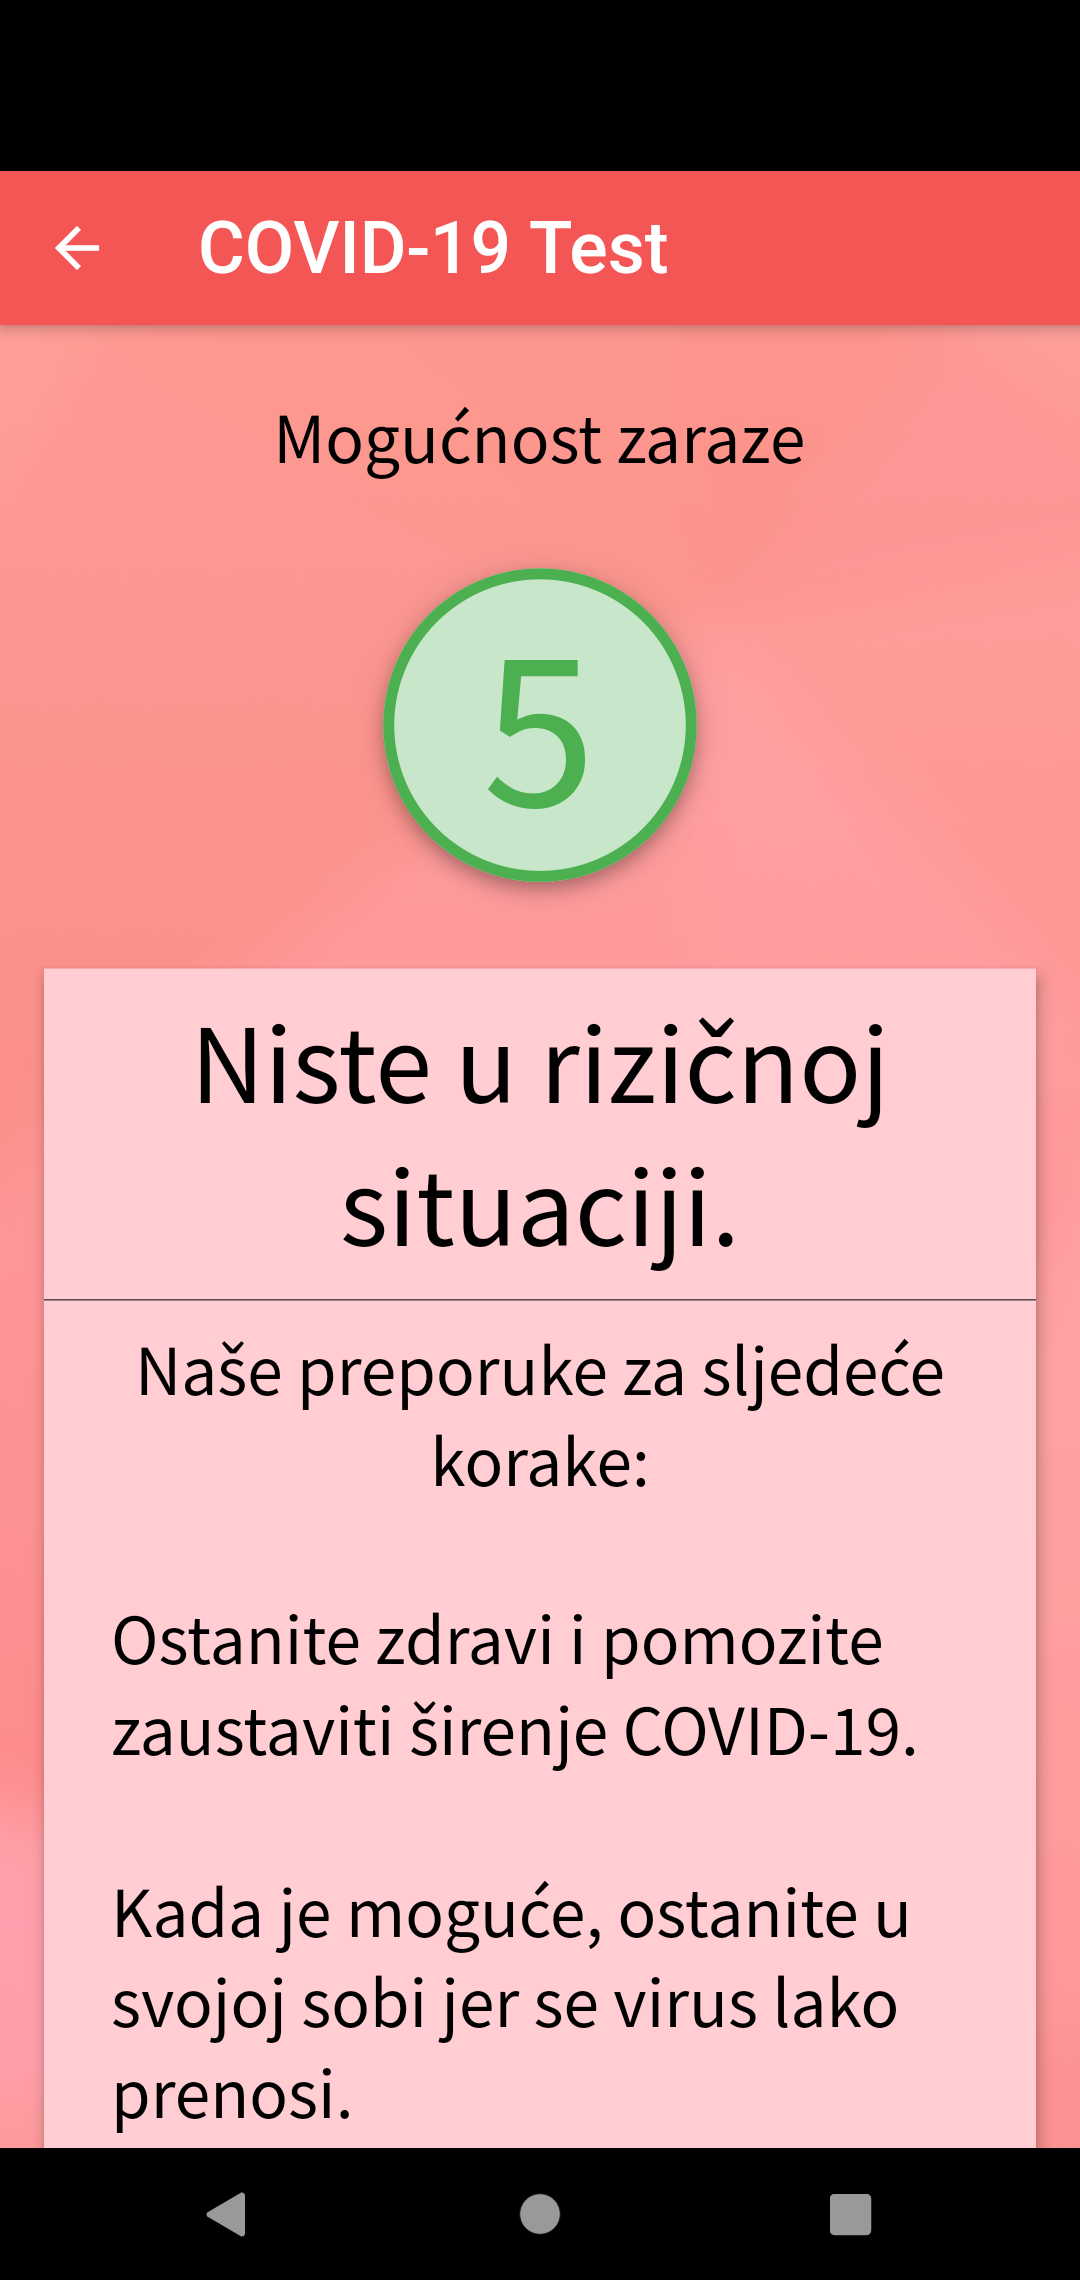 COVID-19 Test
Mogućnost zaraze
5
Niste u rizičnoj
situaciji.
Naše preporuke za sljedeće
korake:
Ostanite zdravi i pomozite
zaustaviti širenje COVID-19.
Kada je moguće, ostanite u
svojoj sobi jer se virus lako
prenosi.